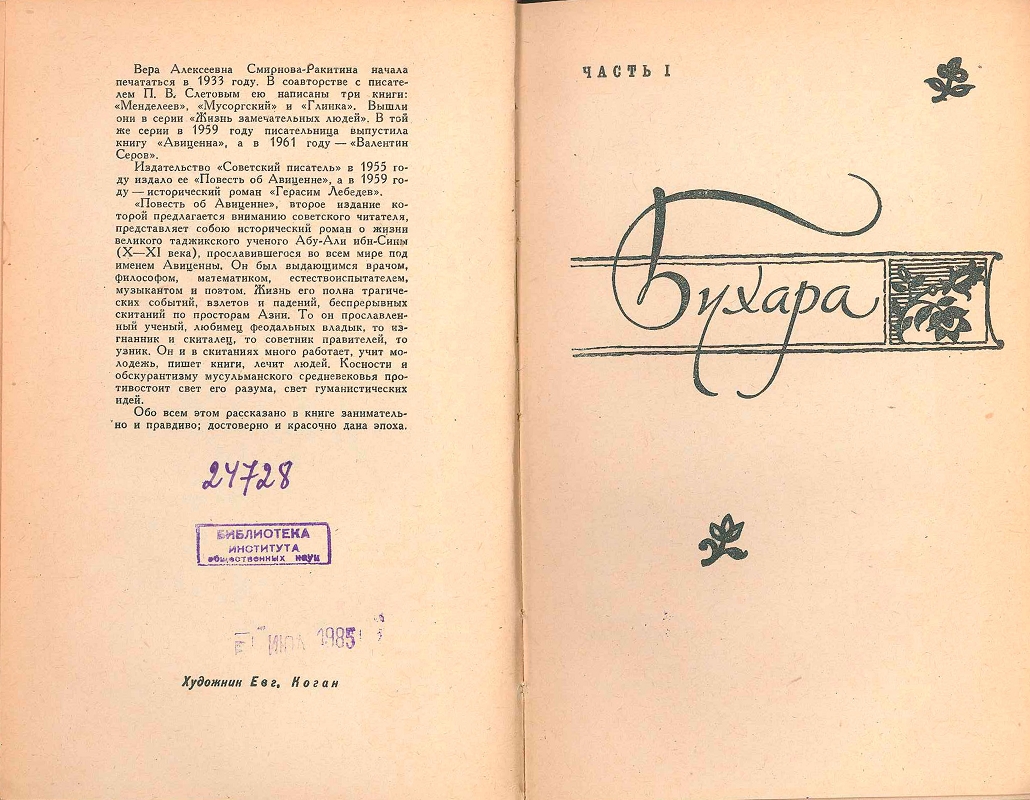 Вера Алексеевна Смирнова-Ракитина начала
печататься в 1933 году. В соавторстве с писате-
лем П. В. Слетовым ею написаны три книги:
«Менделеев», «Мусоргский» и «Глинка». Вышли
они в серии «Жизнь замечательных людей». В той
же серии в 1959 году писательница выпустила
книгу «Авиценна», а в 1961 году — «Валентин
Серов».
Издательство «Советский писатель» в 1955 го-
ду издало ее «Повесть об Авиценне», а в 1959 го-
ду — исторический роман «Герасим Лебедев».
«Повесть об Авиценне», второе издание ко-
торой предлагается вниманию советского читателя,
представляет собою исторический роман о жизни
великого таджикского ученого Абу-Али ибн-Сины
(X—XI века), прославившегося во всем мире под
именем Авиценны. Он был выдающимся врачом,
философом, математиком, естествоиспытателем,
музыкантом и поэтом. Жизнь его полна трагиче-
ских событий, взлетов и падений, беспрерывных
скитаний по просторам Азии. То он прославлен-
ный ученый, любимец феодальных владык, то из-
гнанник и скиталец, то советник правителей, то
узник. Он и в скитаниях много работает, учит мо-
лодежь, пишет книги, лечит людей. Косности и
обскурантизму мусульманского средневековья про-
тивостоит свет его разума, свет гуманистических
идей.
Обо всем этом рассказано в книге заниматель-
но и правдиво; достоверно и красочно дана эпоха.
24728
БИБЛИОТЕКА
ИНСТИТУТА
общественных наук
1985
Художник Евг. Коган
ЧАСТЬ I
Бухара